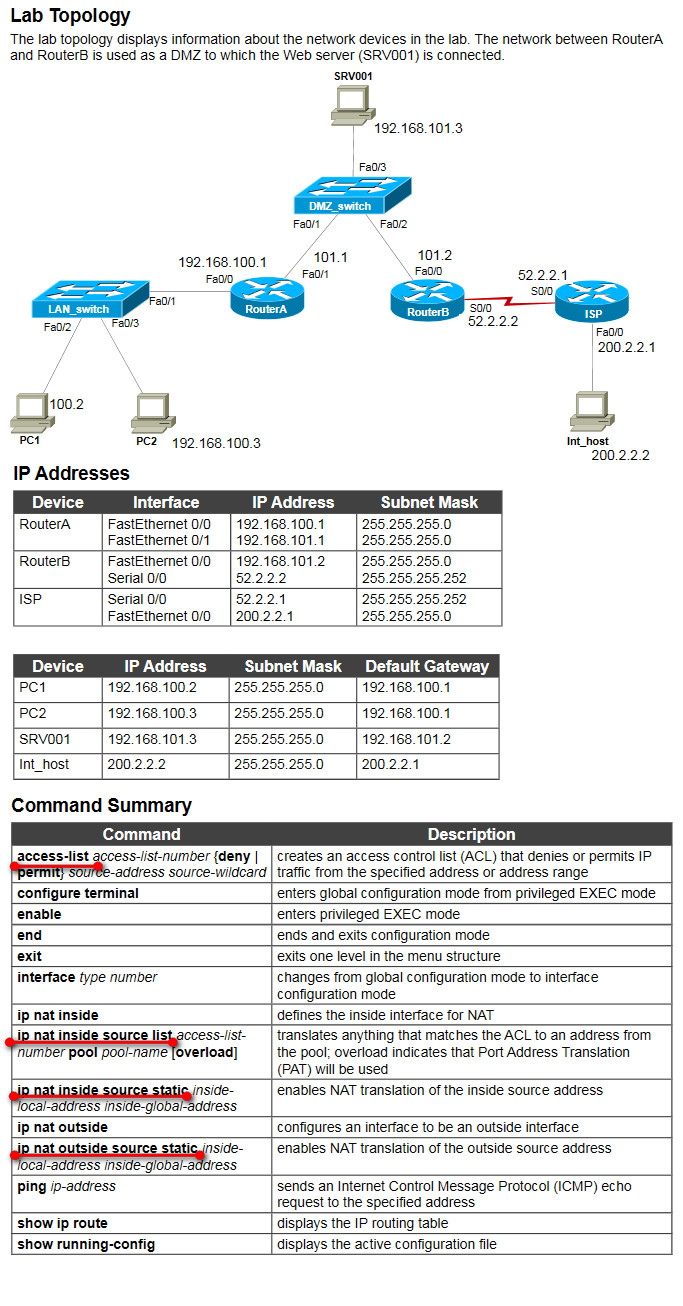 Lab Topology
The lab topology displays information about the network devices in the lab. The network between RouterA
and RouterB is used as a DMZ to which the Web server (SRV001) is connected.
SRV001
192.168.101.3
Fa0/3
DMZ_switch
Fa0/1
Fa0/2
192.168.100.1
101.1
101.2
52.2.2.1
Fa0/0
Fa0/1
Fa0/0
S0/0
Fa0/1
LAN_switch
RouterA
RouterB
S0/0
52.2.2.2
ISP
Fa0/2
Fa0/3
Fa0/0
200.2.2.1
100.2
PC1
PC2
192.168.100.3
Int_host
200.2.2.2
IP Addresses
Device Interface IP Address Subnet Mask
RouterA FastEthernet 0/0 192.168.100.1 255.255.255.0
FastEthernet 0/1 192.168.101.1 255.255.255.0
RouterB FastEthernet 0/0 192.168.101.2 255.255.255.0
Serial 0/0 52.2.2.2 255.255.255.252
ISP Serial 0/0 52.2.2.1 255.255.255.252
FastEthernet 0/0 200.2.2.1 255.255.255.0
Device IP Address Subnet Mask Default Gateway
PC1 192.168.100.2 255.255.255.0 192.168.100.1
PC2 192.168.100.3 255.255.255.0 192.168.100.1
SRV001 192.168.101.3 255.255.255.0 192.168.101.2
Int_host 200.2.2.2 255.255.255.0 200.2.2.1
Command Summary
Command Description
access-list access-list-number {deny | creates an access control list (ACL) that denies or permits IP
permit} source-address source-wildcard traffic from the specified address or address range
configure terminal enters global configuration mode from privileged EXEC mode
enable enters privileged EXEC mode
end ends and exits configuration mode
exit exits one level in the menu structure
interface type number changes from global configuration mode to interface
configuration mode
ip nat inside defines the inside interface for NAT
ip nat inside source list access-list- translates anything that matches the ACL to an address from
number pool pool-name [overload] the pool; overload indicates that Port Address Translation
(PAT) will be used
ip nat inside source static inside- enables NAT translation of the inside source address
local-address inside-global-address
ip nat outside configures an interface to be an outside interface
ip nat outside source static inside- enables NAT translation of the outside source address
local-address inside-global-address
ping ip-address sends an Internet Control Message Protocol (ICMP) echo
request to the specified address
show ip route displays the IP routing table
show running-config displays the active configuration file